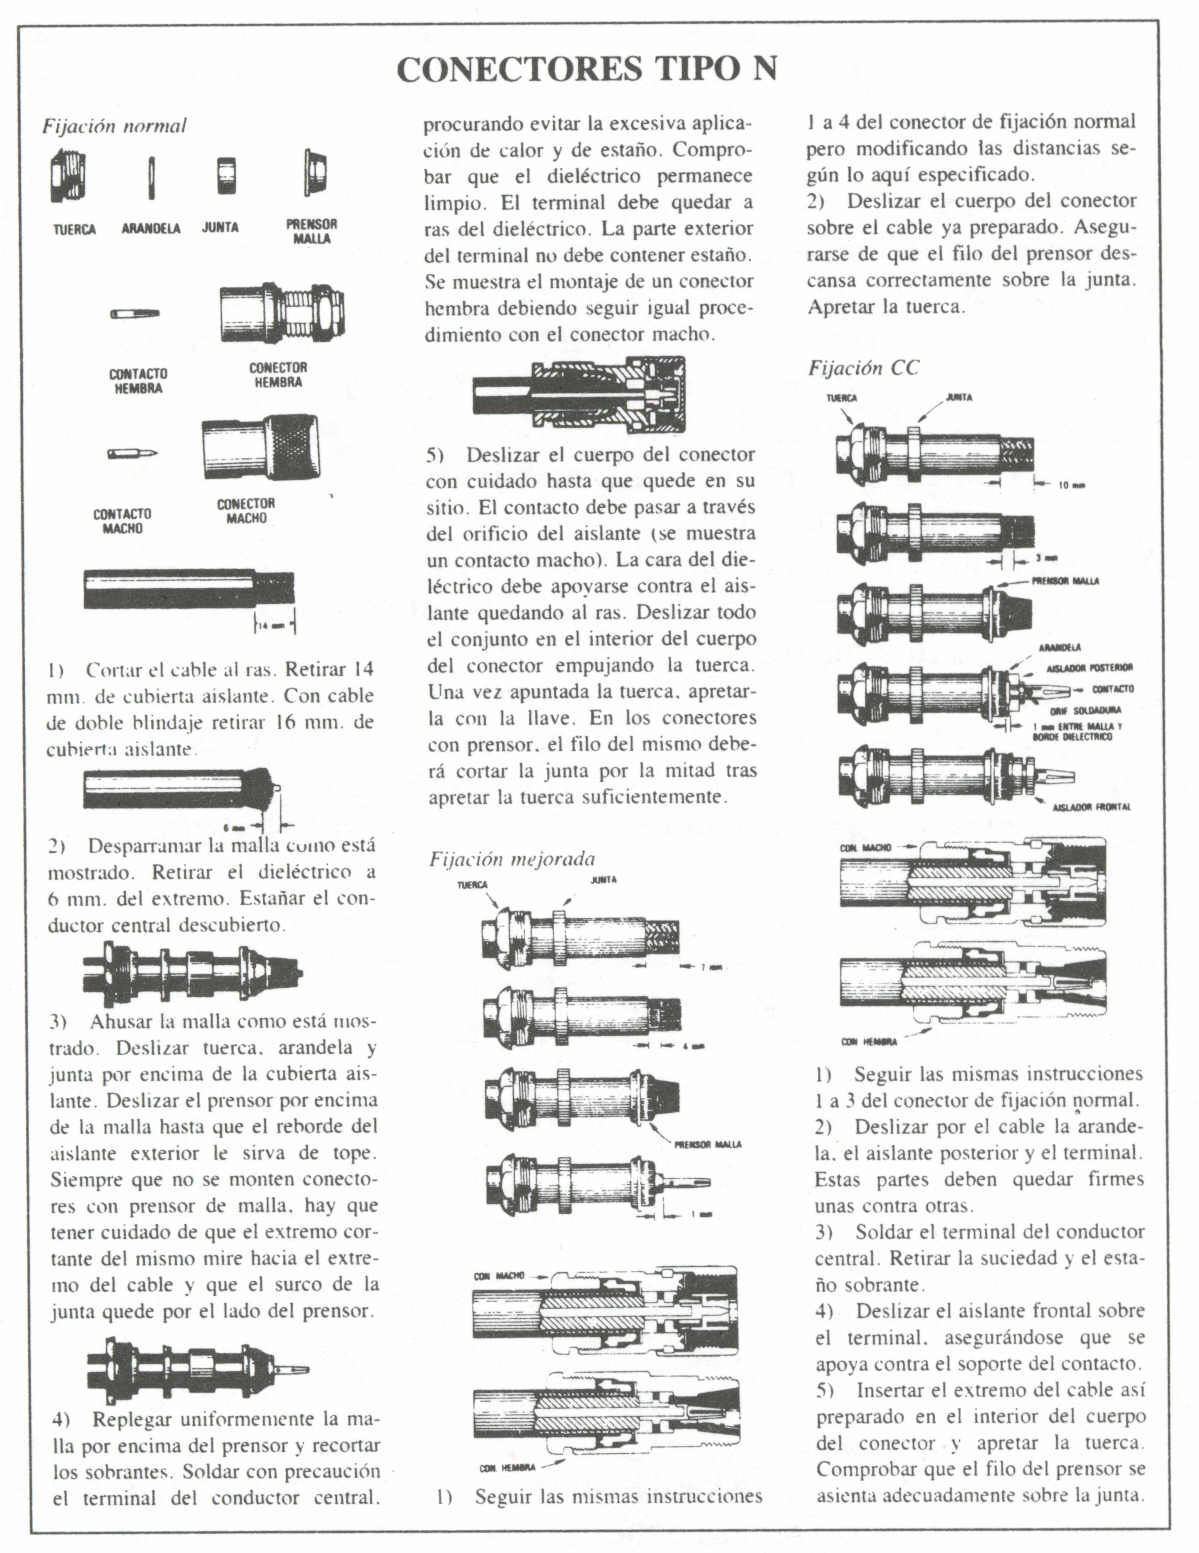 CONECTORES TIPO N
Fijación normal
TUERCA
ARANDELA
JUNTA
PRENSOR
MALLA
CONTACTO
HEMBRA
CONECTOR
HEMBRA
CONTACTO
MACHO
CONECTOR
MACHO
14 mm
1) Cortar el cable al ras. Retirar 14
mm. de cubierta aislante. Con cable
de doble blindaje retirar 16 mm. de
cubierta aislante.
6 mm
2) Desparramar la malla como está
mostrado. Retirar el dieléctrico a
6 mm. del extremo. Estañar el con-
ductor central descubierto.
3) Ahusar la malla como está mos-
trado. Deslizar tuerca, arandela y
junta por encima de la cubierta ais-
lante. Deslizar el prensor por encima
de la malla hasta que el reborde del
aislante exterior le sirva de tope.
Siempre que no se monten conecto-
res con prensor de malla, hay que
tener cuidado de que el extremo cor-
tante del mismo mire hacia el extre-
mo del cable y que el surco de la
junta quede por el lado del prensor.
4) Replegar uniformemente la ma-
lla por encima del prensor y recortar
los sobrantes. Soldar con precaución
el terminal del conductor central,
procurando evitar la excesiva aplica-
ción de calor y de estaño. Compro-
bar que el dieléctrico permanece
limpio. El terminal debe quedar a
ras del dieléctrico. La parte exterior
del terminal no debe contener estaño.
Se muestra el montaje de un conector
hembra debiendo seguir igual proce-
dimiento con el conector macho.
5) Deslizar el cuerpo del conector
con cuidado hasta que quede en su
sitio. El contacto debe pasar a través
del orificio del aislante (se muestra
un contacto macho). La cara del die-
léctrico debe apoyarse contra el ais-
lante quedando al ras. Deslizar todo
el conjunto en el interior del cuerpo
del conector empujando la tuerca.
Una vez apuntada la tuerca, apretar-
la con la llave. En los conectores
con prensor, el filo del mismo debe-
rá cortar la junta por la mitad tras
apretar la tuerca suficientemente.
Fijación mejorada
TUERCA
JUNTA
7 mm
4 mm
PRENSOR MALLA
1 mm
CON MACHO
CON. HEMBRA
1) Seguir las mismas instrucciones
1 a 4 del conector de fijación normal
pero modificando las distancias se-
gún lo aquí especificado.
2) Deslizar el cuerpo del conector
sobre el cable ya preparado. Asegu-
rarse de que el filo del prensor des-
cansa correctamente sobre la junta.
Apretar la tuerca.
Fijación CC
TUERCA
JUNTA
10 mm
3 mm
PRENSOR MALLA
ARANDELA
AISLADOR POSTERIOR
CONTACTO
ORIF SOLDADURA
1 mm ENTRE MALLA Y
BORDE DIELECTRICO
AISLADOR FRONTAL
CON. MACHO
CON HEMBRA
1) Seguir las mismas instrucciones
1 a 3 del conector de fijación normal.
2) Deslizar por el cable la arande-
la, el aislante posterior y el terminal.
Estas partes deben quedar firmes
unas contra otras.
3) Soldar el terminal del conductor
central. Retirar la suciedad y el esta-
ño sobrante.
4) Deslizar el aislante frontal sobre
el terminal, asegurándose que se
apoya contra el soporte del contacto.
5) Insertar el extremo del cable así
preparado en el interior del cuerpo
del conector y apretar la tuerca.
Comprobar que el filo del prensor se
asienta adecuadamente sobre la junta.